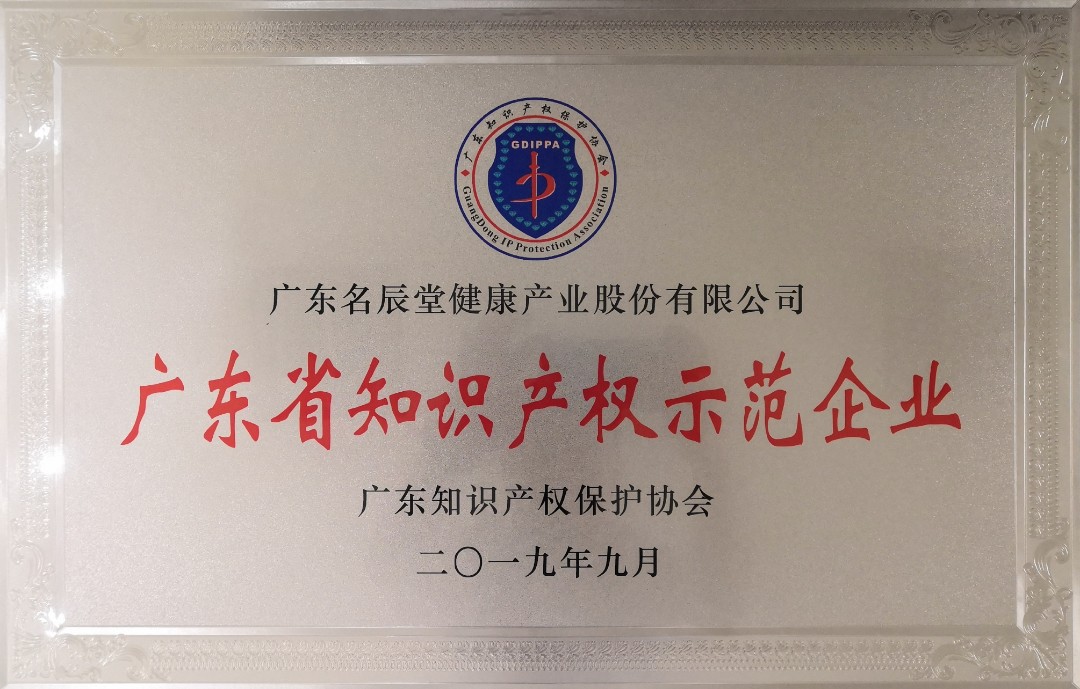 广东知识产权保护协会
GDIPPA
GuangDong IP Protection Association
广东名辰堂健康产业股份有限公司
广东省知识产权示范企业
广东知识产权保护协会
二〇一九年九月